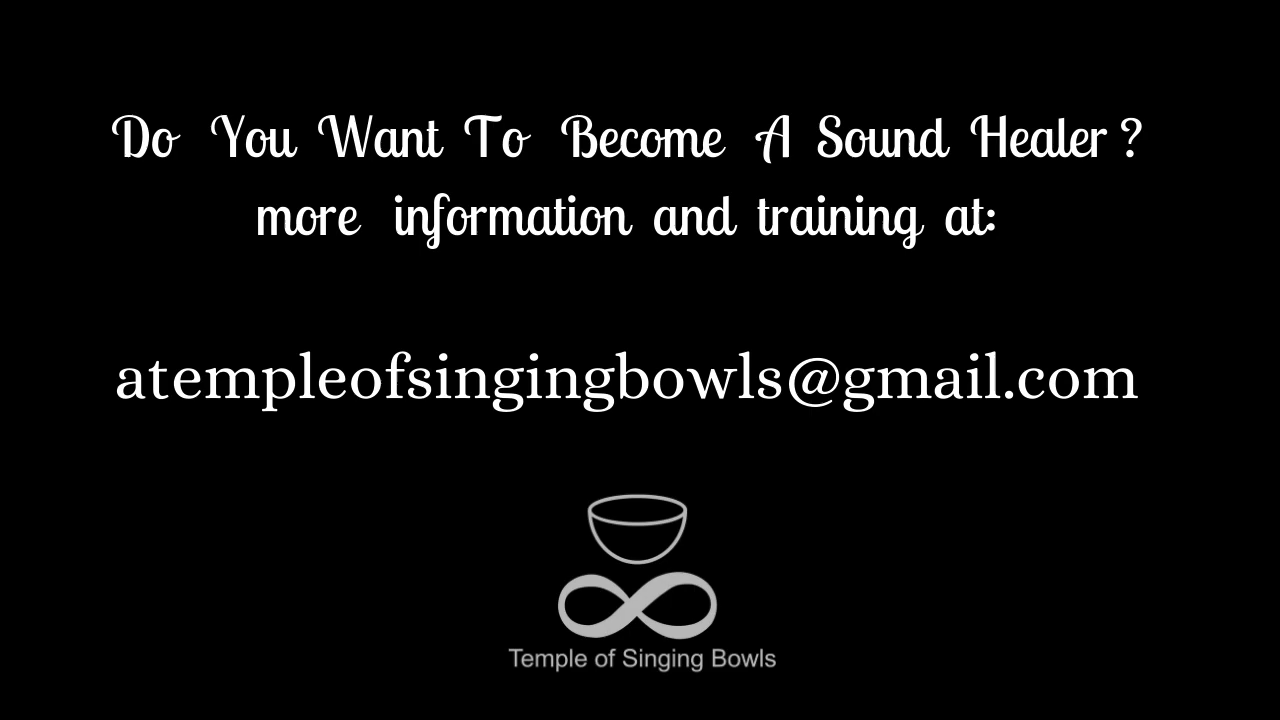 Do You Want To Become A Sound Healer ?
more information and training at:
atempleofsingingbowls@gmail.com
Temple of Singing Bowls